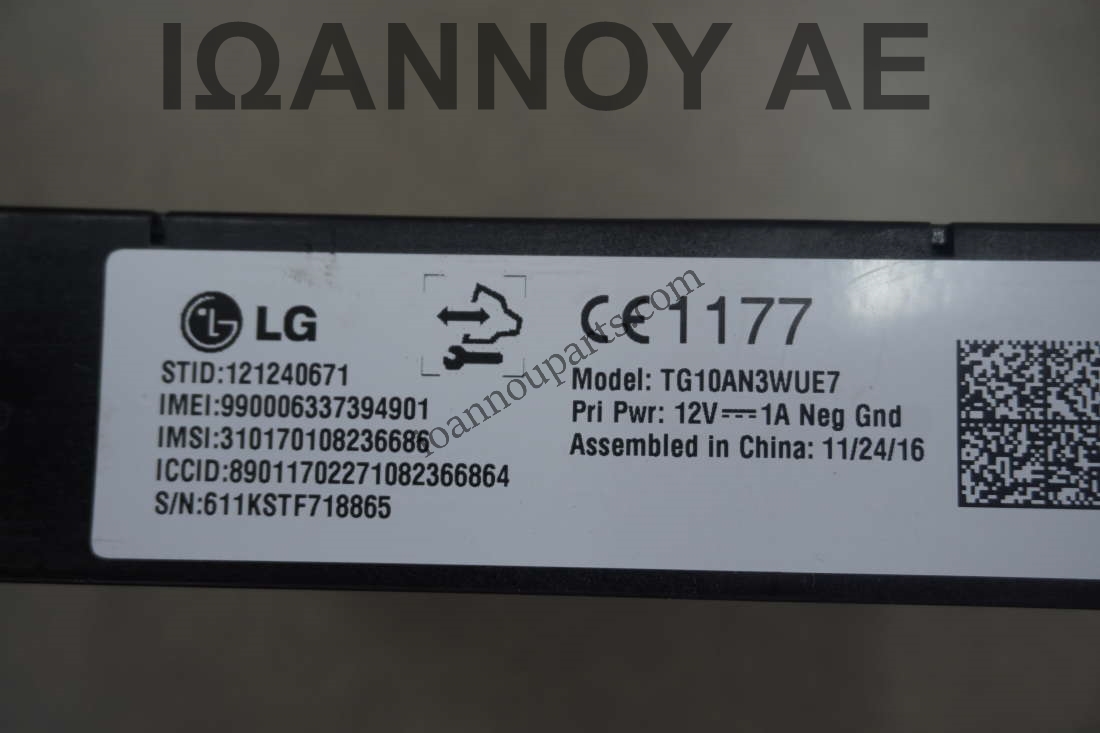 ΙΩΑΝΝΟΥ ΑΕ
LG
STID:121240671
IMEI:990006337394901
IMSI:310170108236686
ICCID:89011702271082366864
S/N:611KSTF718865
CE1177
Model: TG10AN3WUE7
Pri Pwr: 12V⎓1A Neg Gnd
Assembled in China: 11/24/16
ioannouparts.com